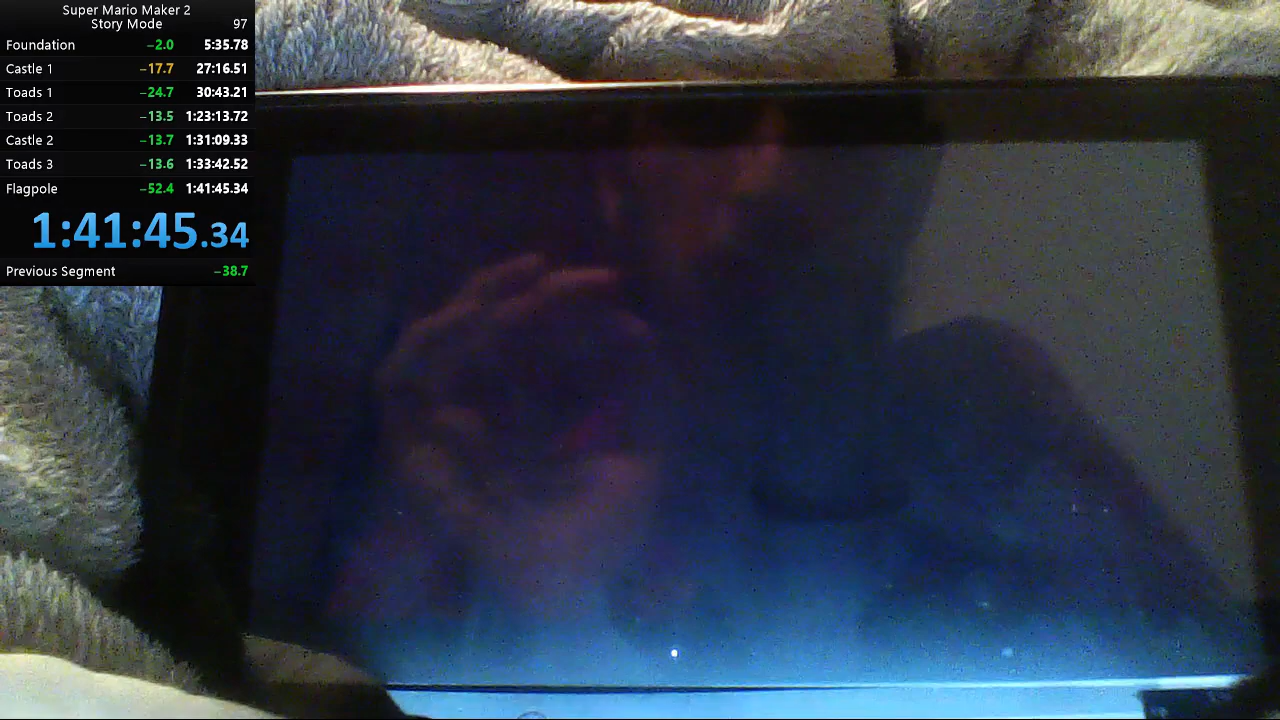 Super Mario Maker 2
Story Mode 97
Foundation −2.0 5:35.78
Castle 1 −17.7 27:16.51
Toads 1 −24.7 30:43.21
Toads 2 −13.5 1:23:13.72
Castle 2 −13.7 1:31:09.33
Toads 3 −13.6 1:33:42.52
Flagpole −52.4 1:41:45.34
1:41:45.34
Previous Segment −38.7